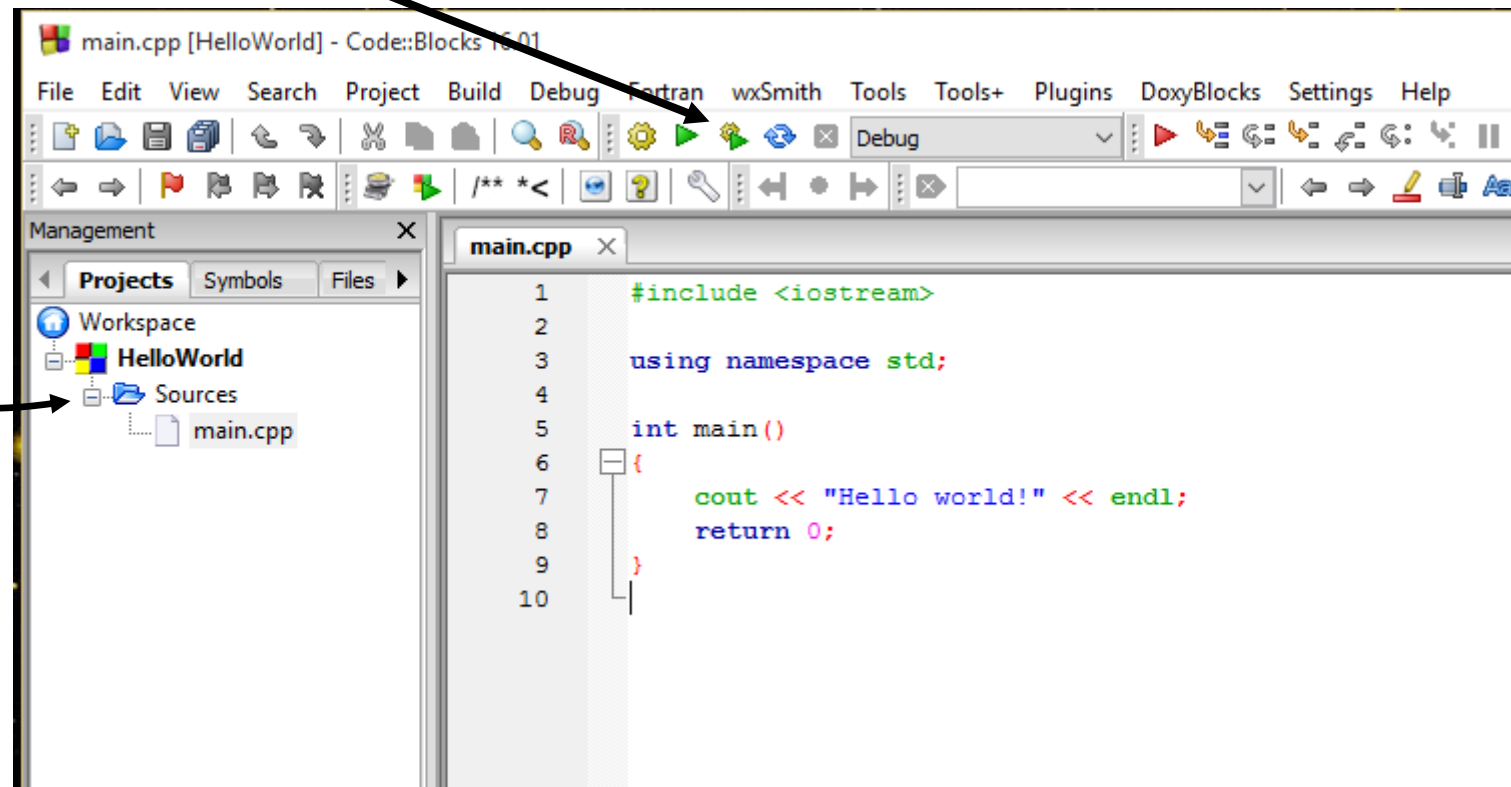 main.cpp [HelloWorld] - Code::Blocks 16.01
File Edit View Search Project Build Debug Fortran wxSmith Tools Tools+ Plugins DoxyBlocks Settings Help
Debug
/** *<
Management
Projects Symbols Files
main.cpp
Workspace
HelloWorld
Sources
main.cpp
1 #include <iostream>
2
3 using namespace std;
4
5 int main()
6 {
7 cout << "Hello world!" << endl;
8 return 0;
9 }
10